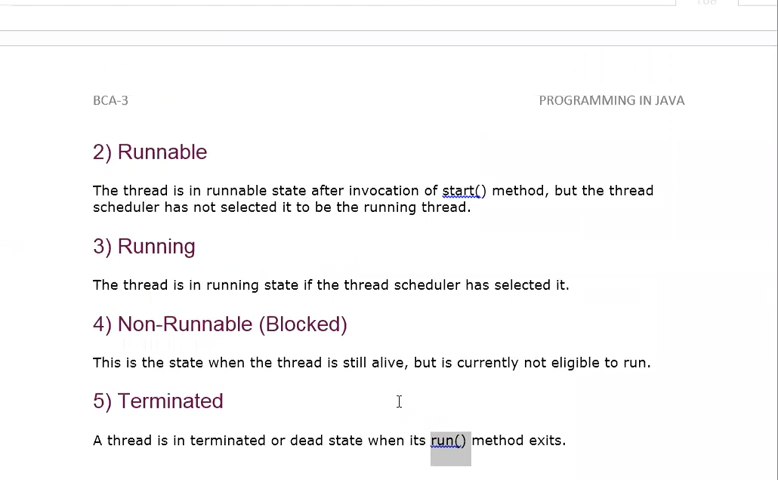 BCA-3 PROGRAMMING IN JAVA
2) Runnable
The thread is in runnable state after invocation of start() method, but the thread
scheduler has not selected it to be the running thread.
3) Running
The thread is in running state if the thread scheduler has selected it.
4) Non-Runnable (Blocked)
This is the state when the thread is still alive, but is currently not eligible to run.
5) Terminated
A thread is in terminated or dead state when its run() method exits.